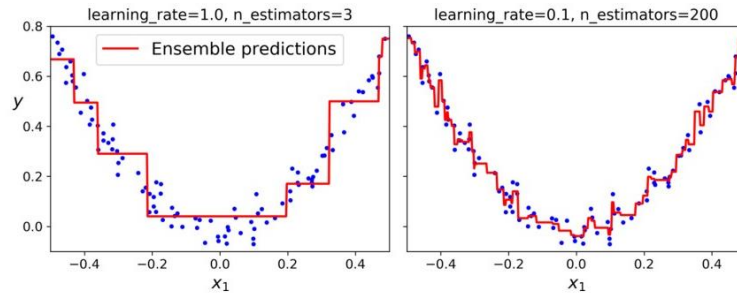 learning_rate=1.0, n_estimators=3
learning_rate=0.1, n_estimators=200
0.8
Ensemble predictions
0.6
y
0.4
0.2
0.0
−0.4 −0.2 0.0 0.2 0.4
−0.4 −0.2 0.0 0.2 0.4
x₁
x₁